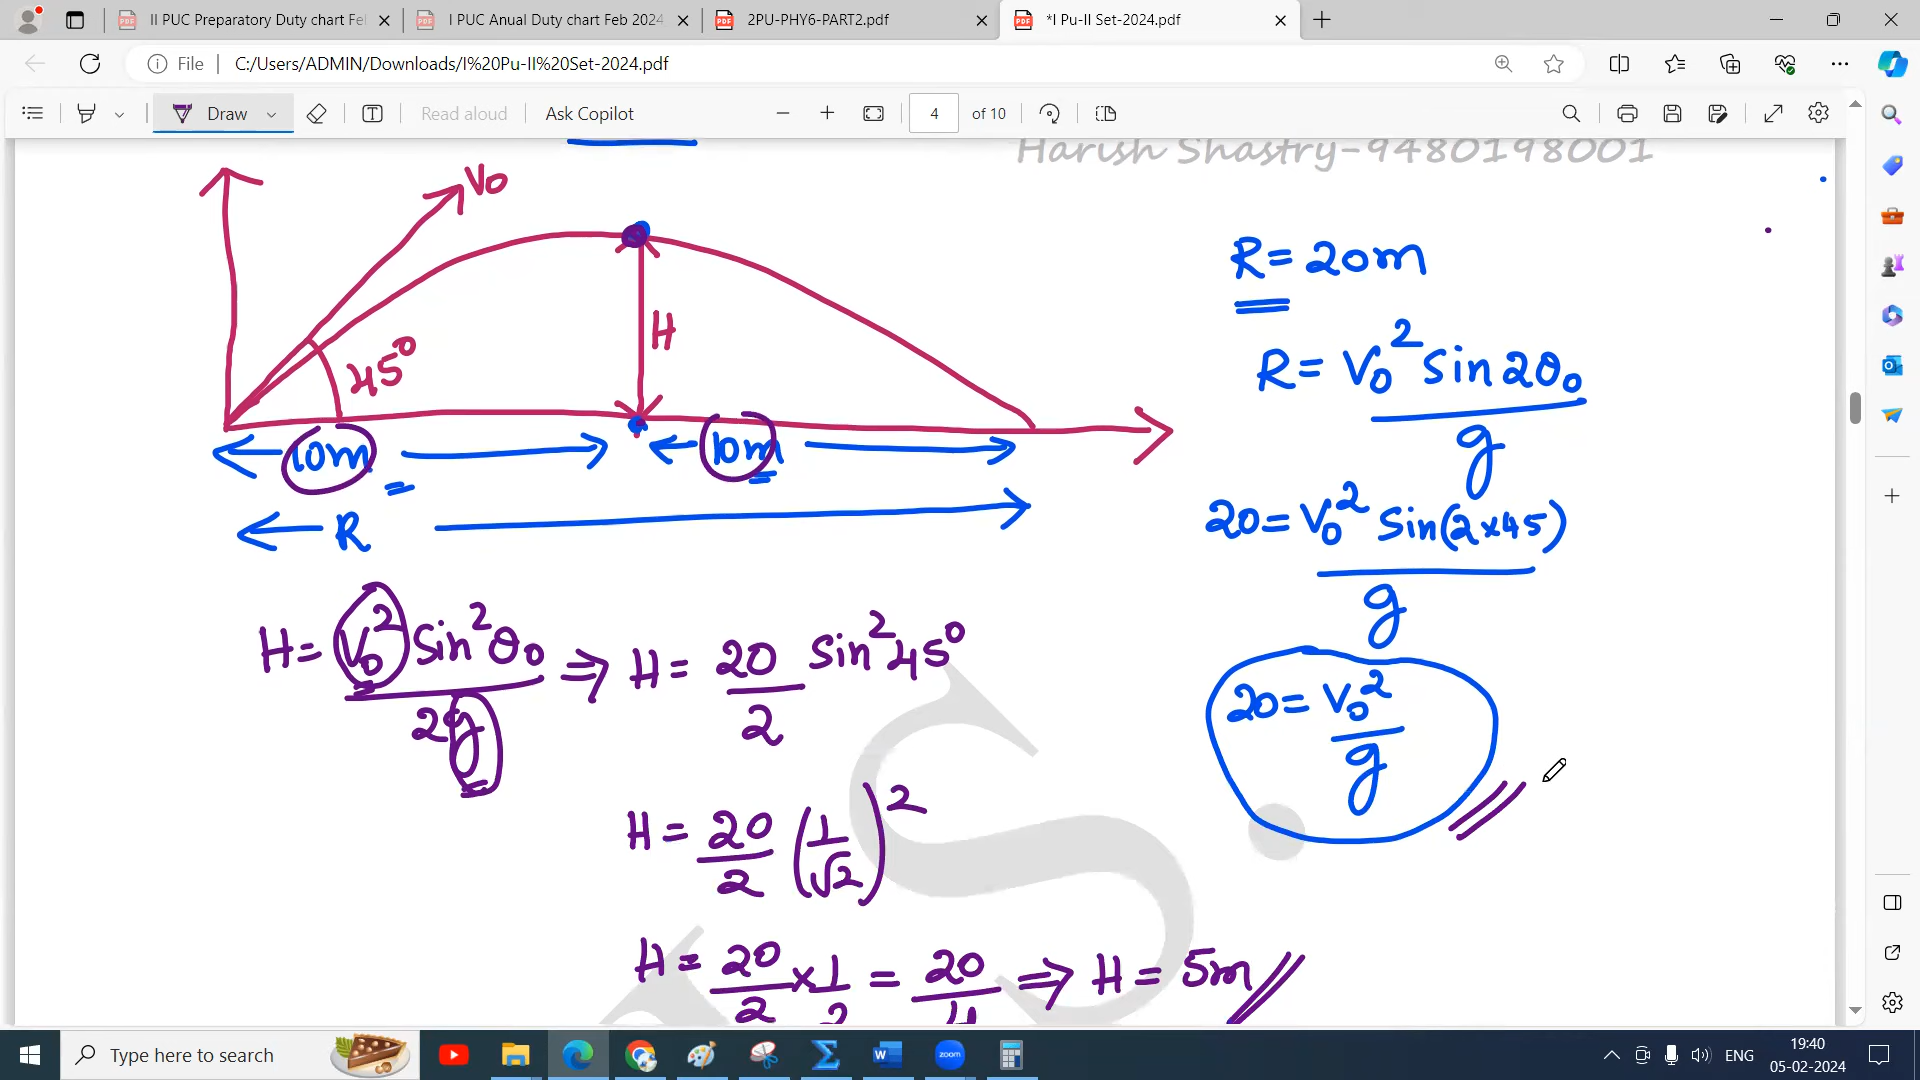 II PUC Preparatory Duty chart Fe
I PUC Anual Duty chart Feb 2024
2PU-PHY6-PART2.pdf
*I Pu-II Set-2024.pdf
File
C:/Users/ADMIN/Downloads/I%20Pu-II%20Set-2024.pdf
Draw
Read aloud
Ask Copilot
4 of 10
Harish Shastry-9480198001
V₀
45°
H
10m
10m
R
R = 20m
R = V₀² Sin 2θ₀ / g
20 = V₀² Sin(2×45) / g
20 = V₀² / g
H = V₀² Sin²θ₀ / 2g ⇒ H = 20/2 Sin²45°
H = 20/2 (1/√2)²
H = 20/2 × 1/2 = 20/4 ⇒ H = 5m
S.
Type here to search
zoom
ENG
19:40
05-02-2024